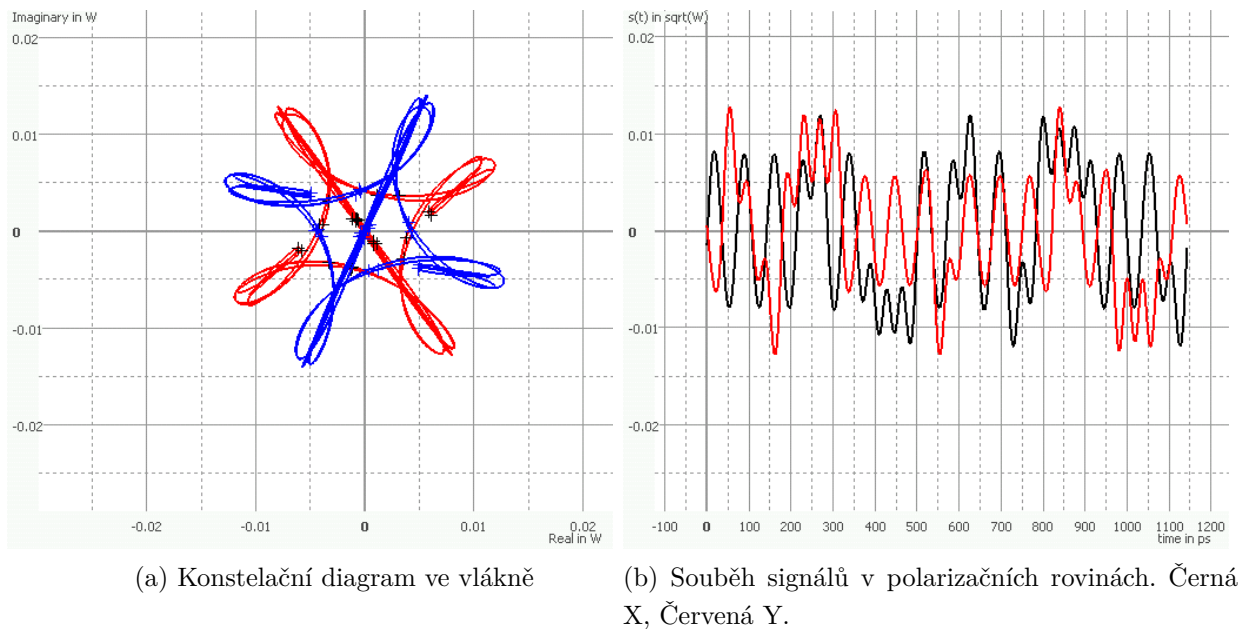 Imaginary in W
0.02
0.01
0
-0.01
-0.02
-0.02 -0.01 0 0.01 0.02
Real in W
s(t) in sqrt(W)
0.02
0.01
0
-0.01
-0.02
-100 0 100 200 300 400 500 600 700 800 900 1000 1100 1200
time in ps
(a) Konstelační diagram ve vlákně
(b) Souběh signálů v polarizačních rovinách. Černá
X, Červená Y.